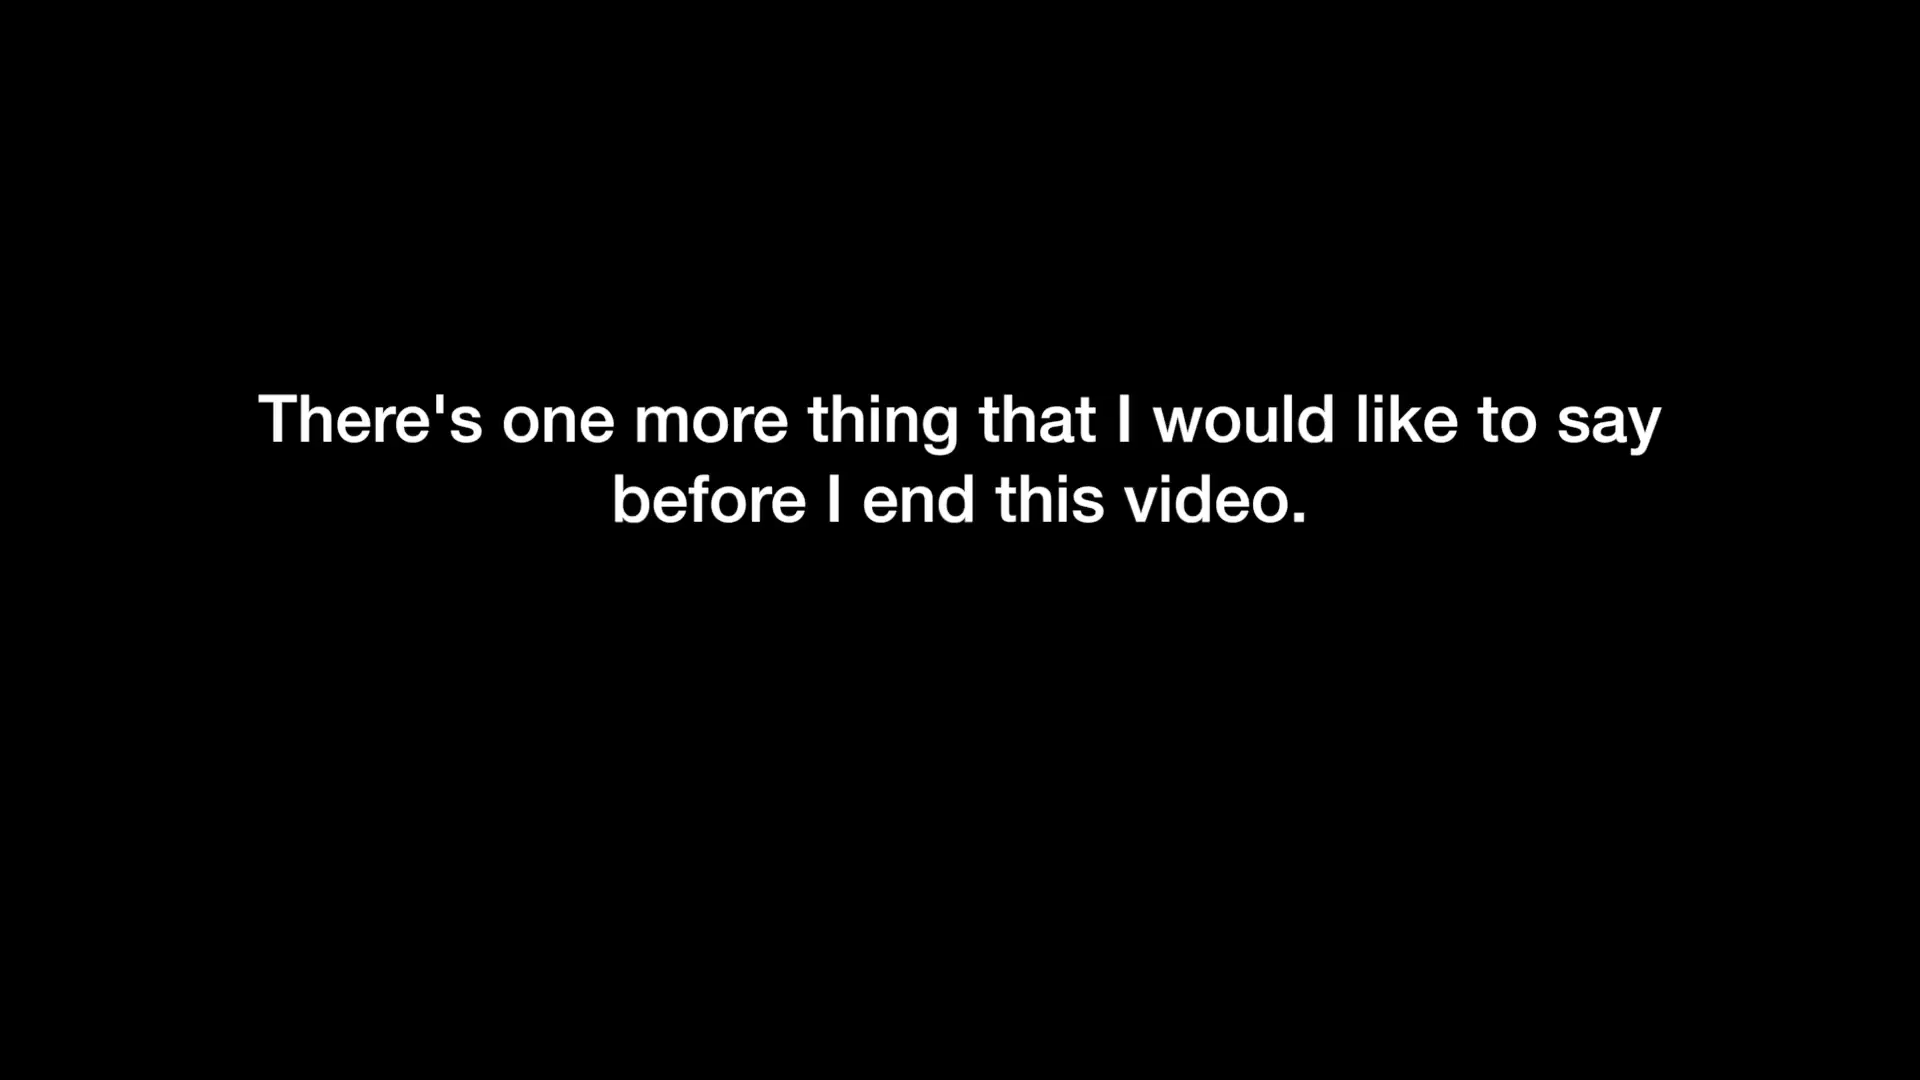 There's one more thing that I would like to say
before I end this video.